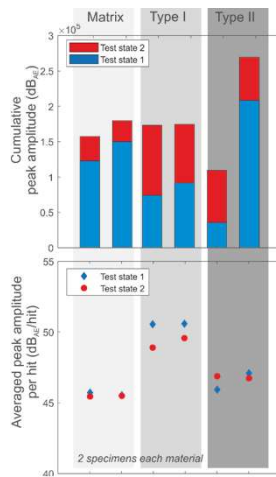 Matrix Type I Type II
×10⁵
3
Test state 2
Test state 1
2.5
2
1.5
1
0.5
0
Cumulative
peak amplitude (dB_AE)
55
Test state 1
Test state 2
50
45
40
Averaged peak amplitude
per hit (dB_AE/hit)
2 specimens each material